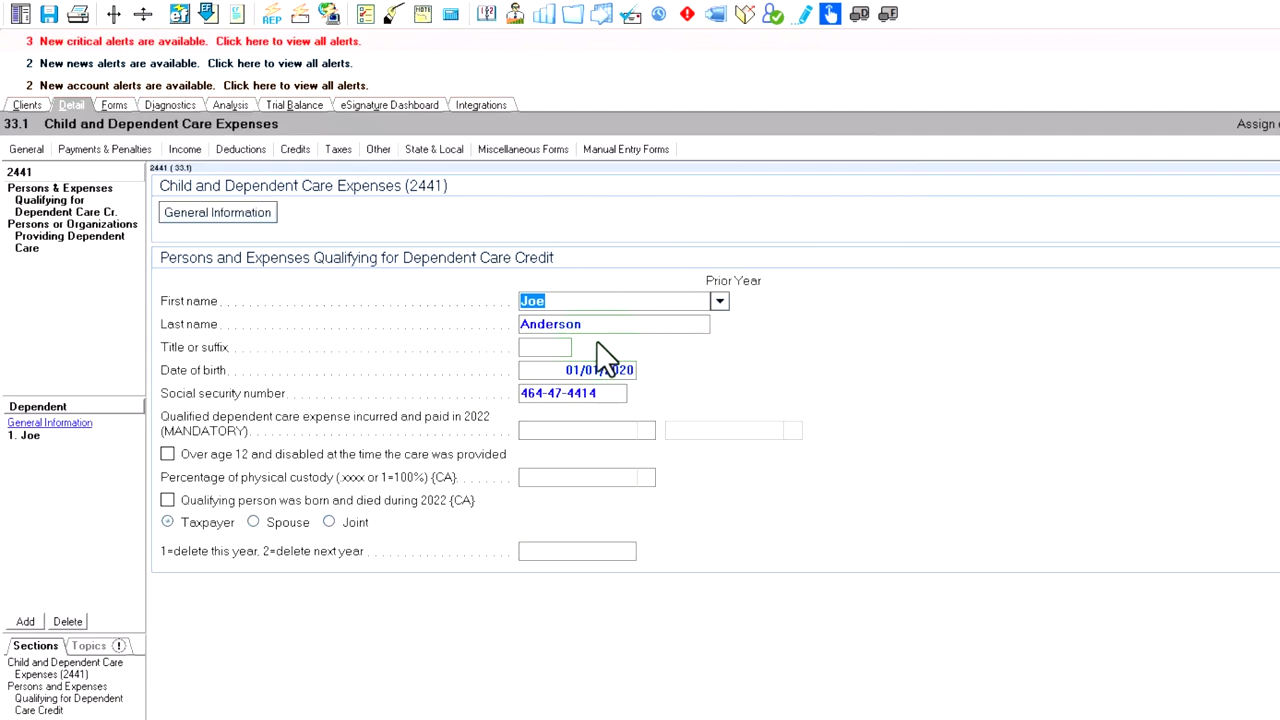 3 New critical alerts are available. Click here to view all alerts.
2 New news alerts are available. Click here to view all alerts.
2 New account alerts are available. Click here to view all alerts.
Clients Detail Forms Diagnostics Analysis Trial Balance eSignature Dashboard Integrations
33.1 Child and Dependent Care Expenses Assign
General Payments & Penalties Income Deductions Credits Taxes Other State & Local Miscellaneous Forms Manual Entry Forms
2441
Persons & Expenses
Qualifying for
Dependent Care Cr.
Persons or Organizations
Providing Dependent
Care
Dependent
General Information
1. Joe
Add Delete
Sections Topics
Child and Dependent Care
Expenses (2441)
Persons and Expenses
Qualifying for Dependent
Care Credit
2441 ( 33.1)
Child and Dependent Care Expenses (2441)
General Information
Persons and Expenses Qualifying for Dependent Care Credit
Prior Year
First name Joe
Last name Anderson
Title or suffix
Date of birth 01/01/2020
Social security number 464-47-4414
Qualified dependent care expense incurred and paid in 2022
(MANDATORY)
Over age 12 and disabled at the time the care was provided
Percentage of physical custody (.xxxx or 1=100%) {CA}
Qualifying person was born and died during 2022 {CA}
Taxpayer Spouse Joint
1=delete this year, 2=delete next year